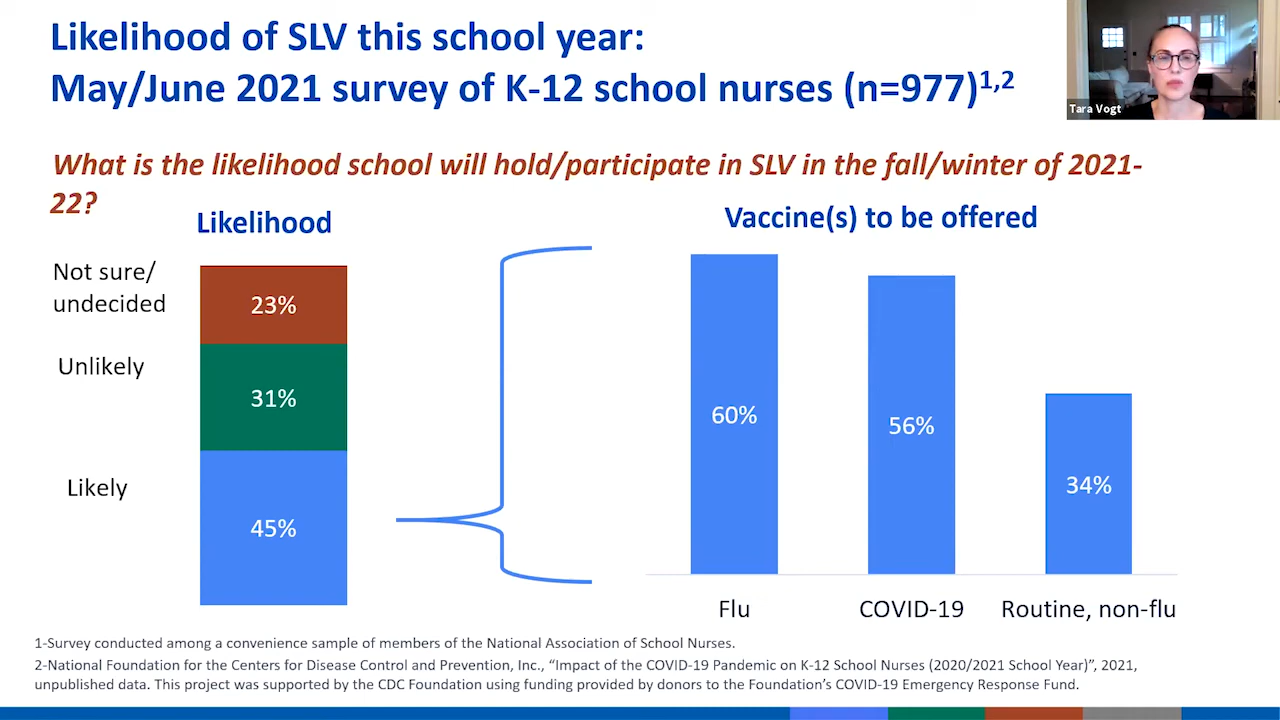 Likelihood of SLV this school year:
May/June 2021 survey of K-12 school nurses (n=977)1,2
Tara Vogt
What is the likelihood school will hold/participate in SLV in the fall/winter of 2021-
22?
Likelihood
Vaccine(s) to be offered
Not sure/
undecided
23%
Unlikely
31%
Likely
45%
60%
56%
34%
Flu
COVID-19
Routine, non-flu
1-Survey conducted among a convenience sample of members of the National Association of School Nurses.
2-National Foundation for the Centers for Disease Control and Prevention, Inc., “Impact of the COVID-19 Pandemic on K-12 School Nurses (2020/2021 School Year)”, 2021,
unpublished data. This project was supported by the CDC Foundation using funding provided by donors to the Foundation’s COVID-19 Emergency Response Fund.